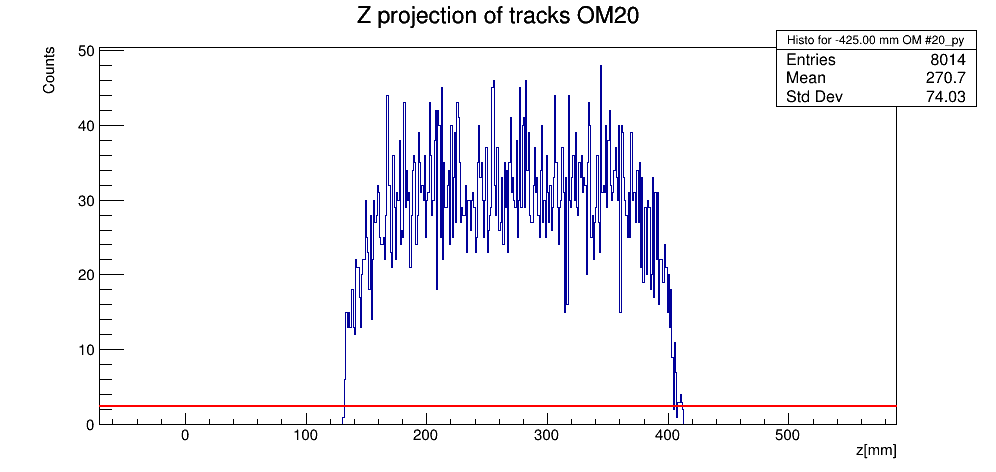 Z projection of tracks OM20
Histo for -425.00 mm OM #20_py
Entries 8014
Mean 270.7
Std Dev 74.03
Counts
50
40
30
20
10
0
0 100 200 300 400 500
z[mm]